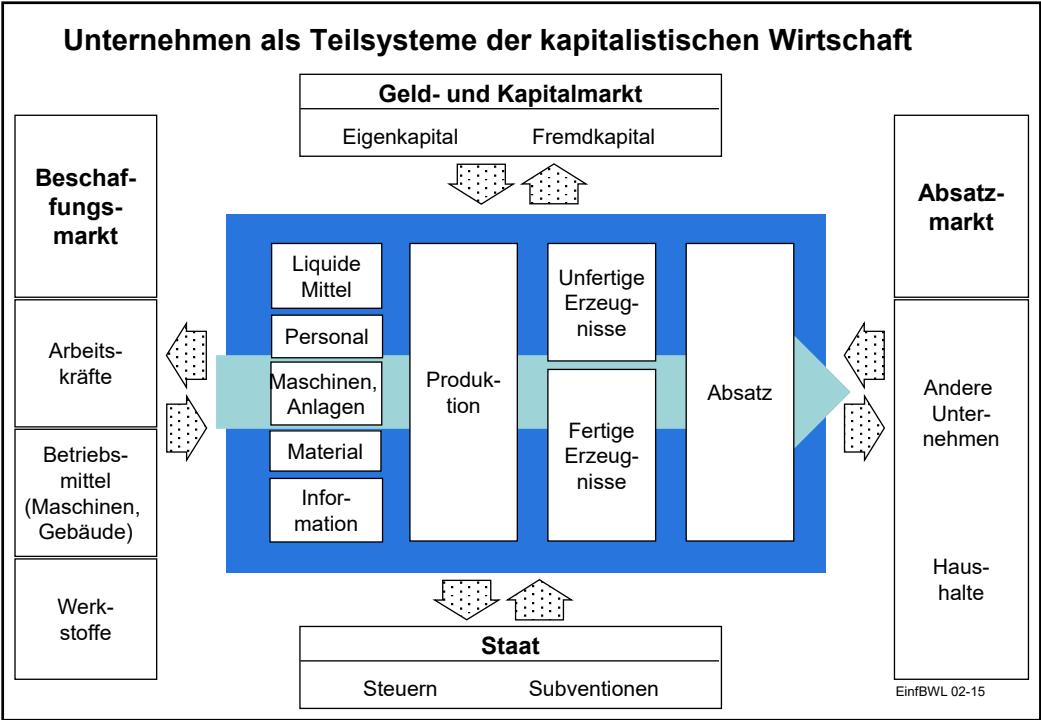 Unternehmen als Teilsysteme der kapitalistischen Wirtschaft
Geld- und Kapitalmarkt
Eigenkapital Fremdkapital
Beschaf-
fungs-
markt
Arbeits-
kräfte
Betriebs-
mittel
(Maschinen,
Gebäude)
Werk-
stoffe
Liquide
Mittel
Personal
Maschinen,
Anlagen
Material
Infor-
mation
Produk-
tion
Unfertige
Erzeug-
nisse
Fertige
Erzeug-
nisse
Absatz
Absatz-
markt
Andere
Unter-
nehmen
Haus-
halte
Staat
Steuern Subventionen
EinfBWL 02-15